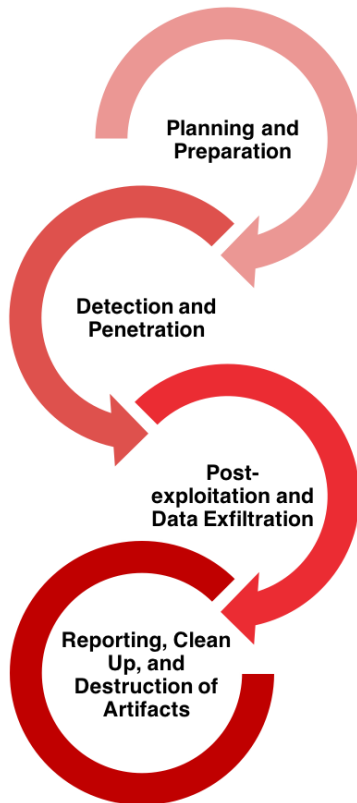 Planning and
Preparation
Detection and
Penetration
Post-
exploitation and
Data Exfiltration
Reporting, Clean
Up, and
Destruction of
Artifacts